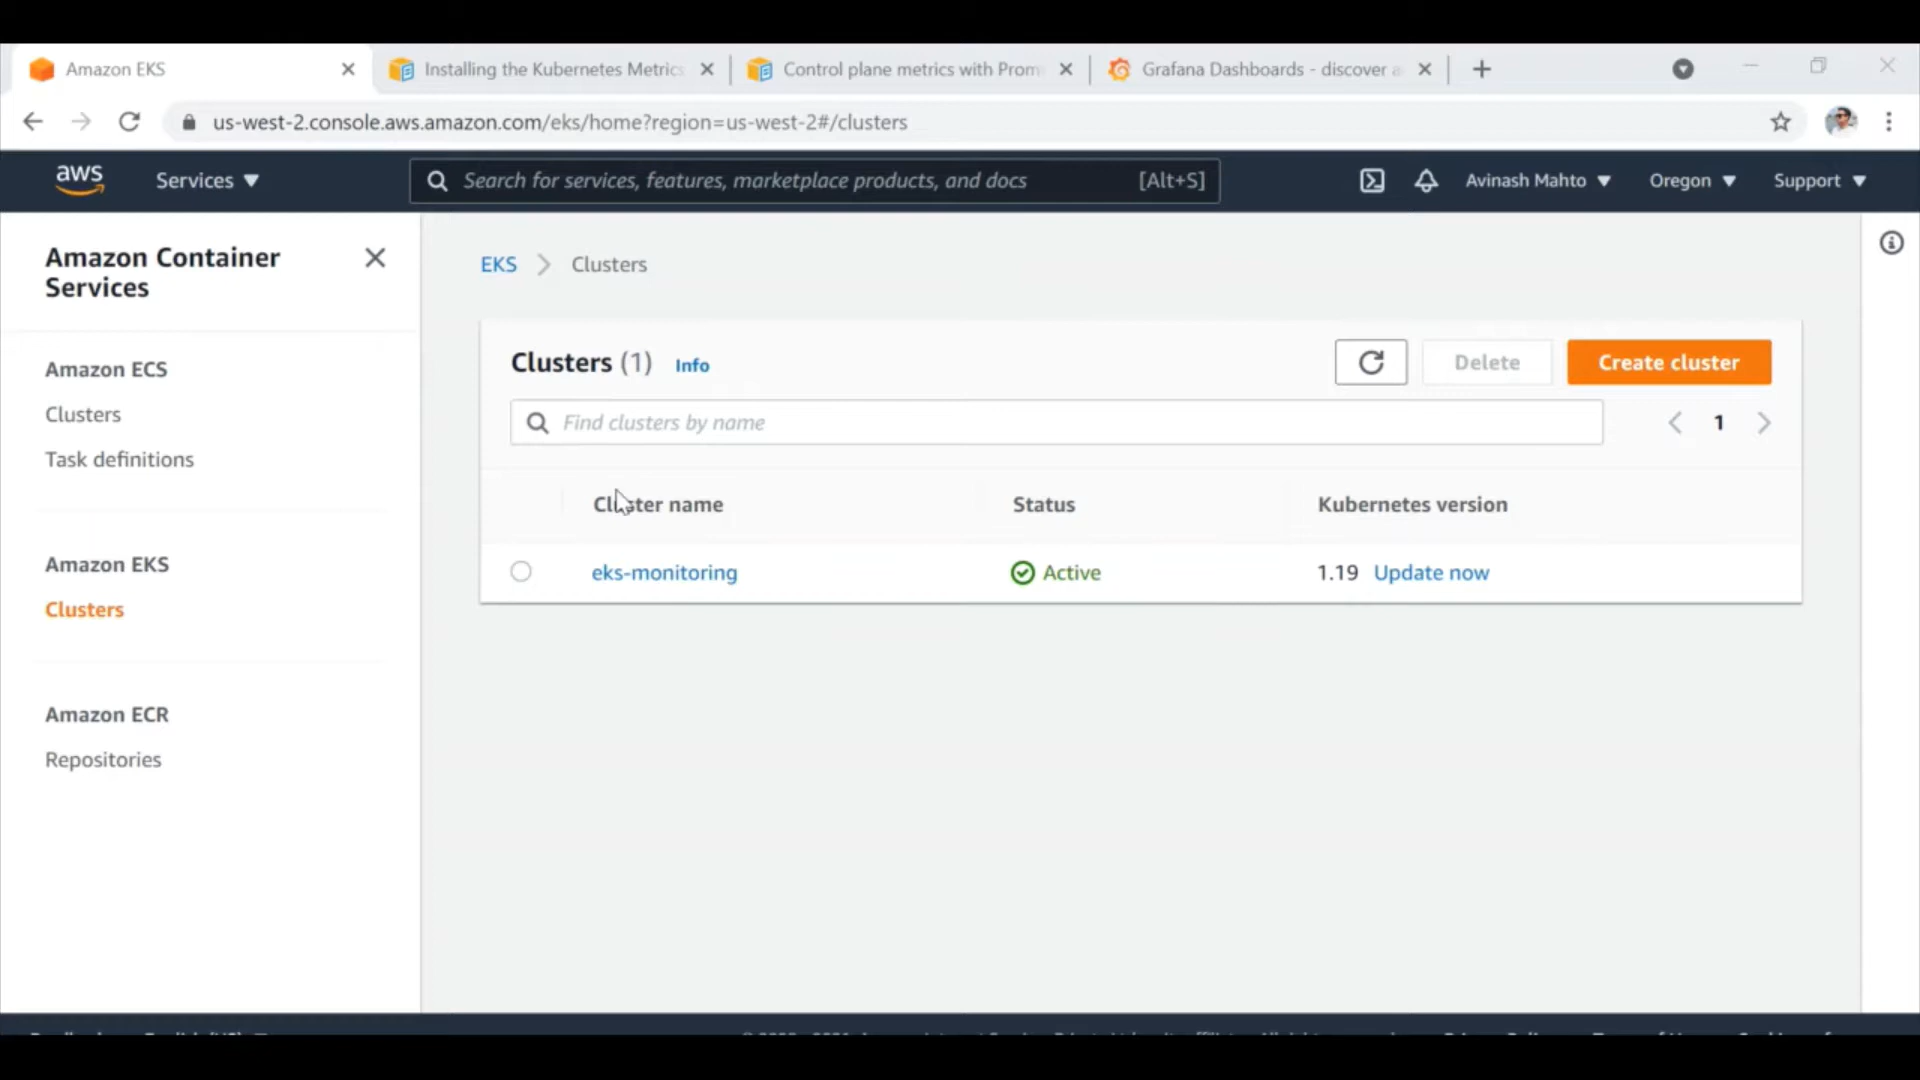 Amazon EKS
Installing the Kubernetes Metrics
Control plane metrics with Prom
Grafana Dashboards - discover a
us-west-2.console.aws.amazon.com/eks/home?region=us-west-2#/clusters
aws
Services
Search for services, features, marketplace products, and docs
[Alt+S]
Avinash Mahto
Oregon
Support
Amazon Container
Services
EKS
Clusters
Clusters (1) Info
Delete
Create cluster
Find clusters by name
1
Cluster name
Status
Kubernetes version
eks-monitoring
Active
1.19 Update now
Amazon ECS
Clusters
Task definitions
Amazon EKS
Clusters
Amazon ECR
Repositories